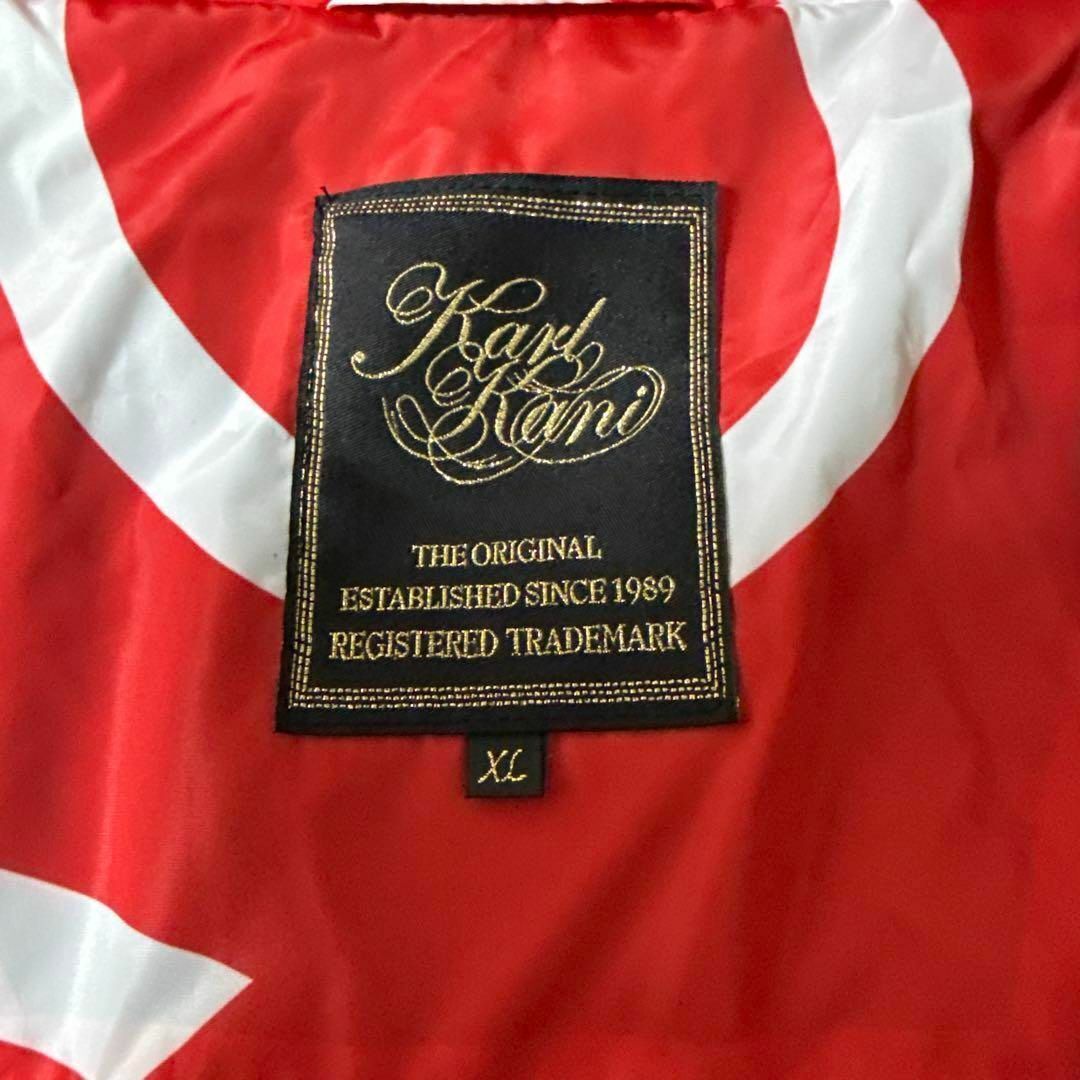 Karl
Kani
THE ORIGINAL
ESTABLISHED SINCE 1989
REGISTERED TRADEMARK
XL